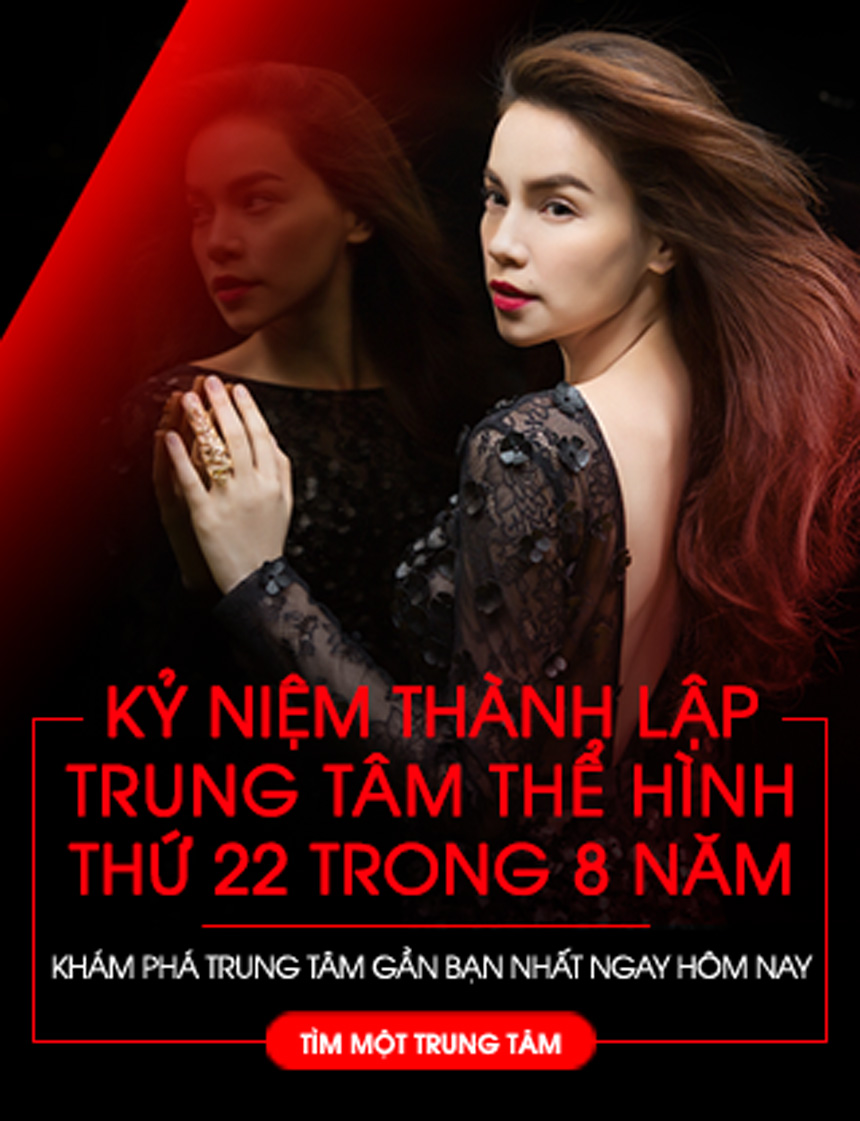 KỶ NIỆM THÀNH LẬP
TRUNG TÂM THỂ HÌNH
THỨ 22 TRONG 8 NĂM
KHÁM PHÁ TRUNG TÂM GẦN BẠN NHẤT NGAY HÔM NAY
TÌM MỘT TRUNG TÂM